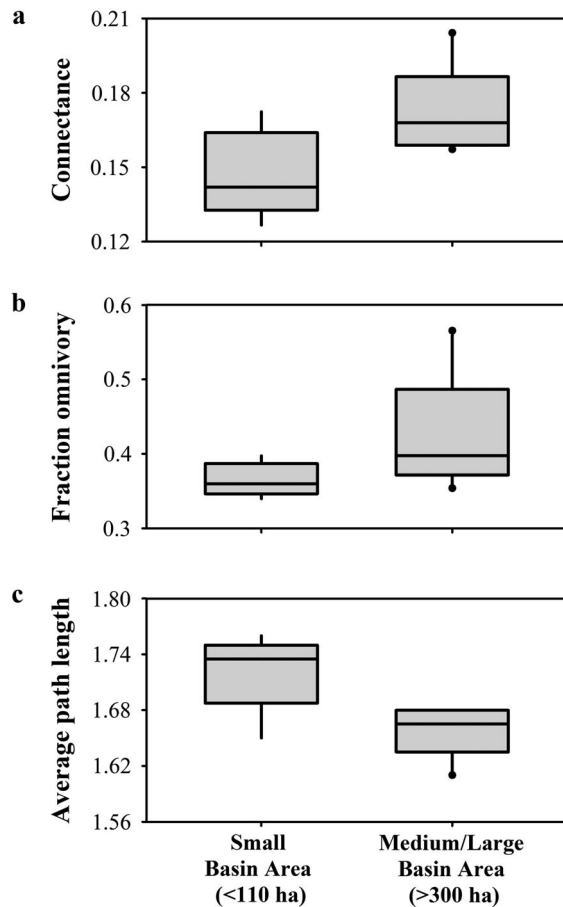 a
Connectance
0.21
0.18
0.15
0.12
b
Fraction omnivory
0.6
0.5
0.4
0.3
c
Average path length
1.80
1.74
1.68
1.62
1.56
Small
Basin Area
(<110 ha)
Medium/Large
Basin Area
(>300 ha)